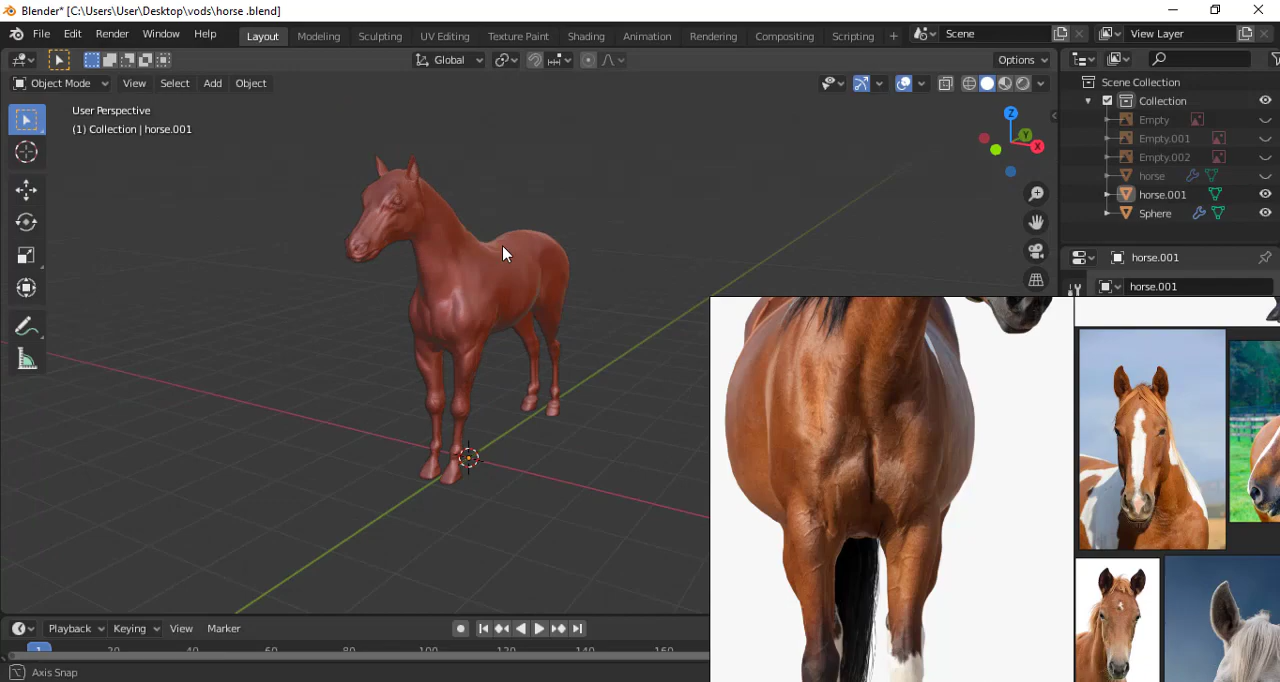 Blender* [C:\Users\User\Desktop\vods\horse .blend]
File Edit Render Window Help Layout Modeling Sculpting UV Editing Texture Paint Shading Animation Rendering Compositing Scripting + Scene View Layer
Global Options
Object Mode View Select Add Object
User Perspective
(1) Collection | horse.001
Z
Y
X
Scene Collection
Collection
Empty
Empty.001
Empty.002
horse
horse.001
Sphere
horse.001
horse.001
Playback Keying View Marker
1 20 40 60 80 100 120 140 160
Axis Snap